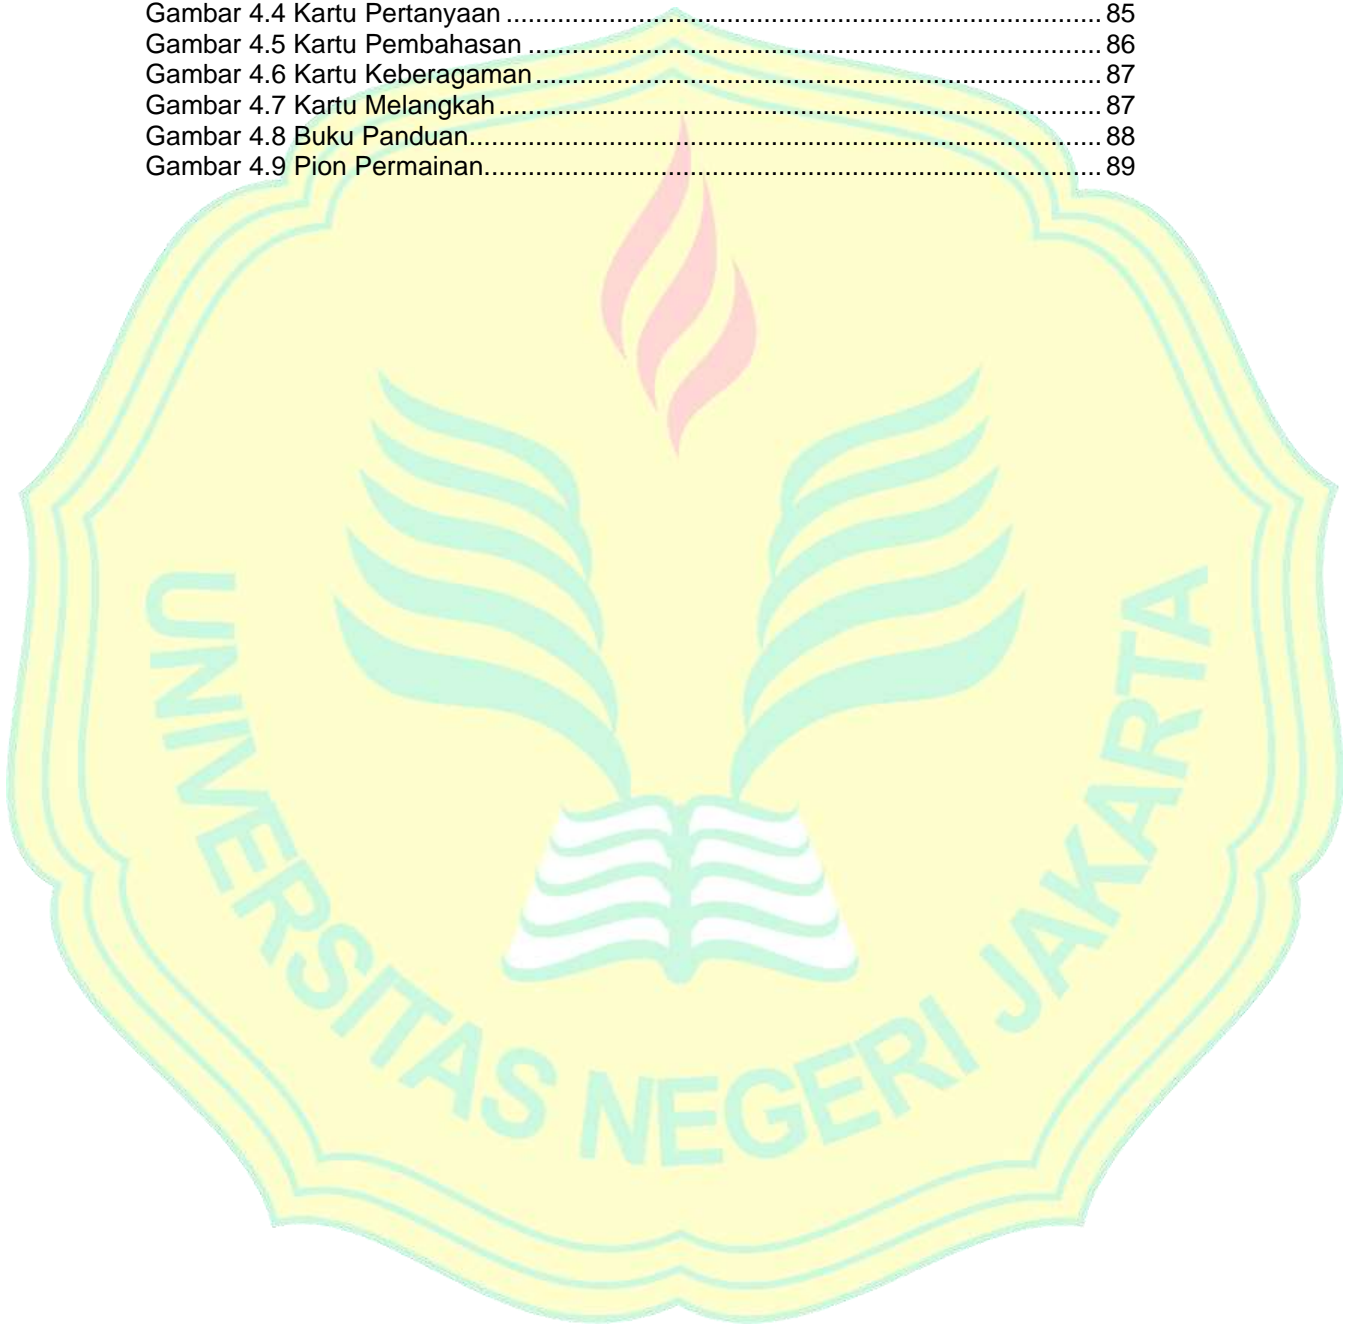 Gambar 4.4 Kartu Pertanyaan ................................................................................ 85
Gambar 4.5 Kartu Pembahasan ............................................................................. 86
Gambar 4.6 Kartu Keberagaman ............................................................................ 87
Gambar 4.7 Kartu Melangkah ................................................................................. 87
Gambar 4.8 Buku Panduan..................................................................................... 88
Gambar 4.9 Pion Permainan................................................................................... 89
UNIVERSITAS NEGERI JAKARTA